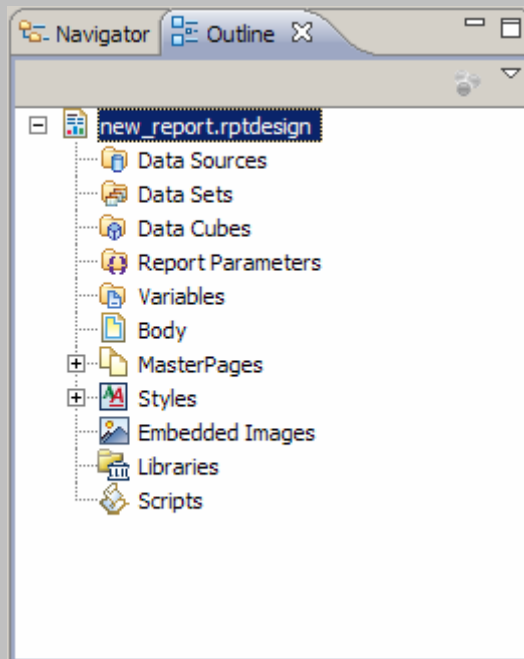 Navigator Outline
new_report.rptdesign
Data Sources
Data Sets
Data Cubes
Report Parameters
Variables
Body
MasterPages
Styles
Embedded Images
Libraries
Scripts